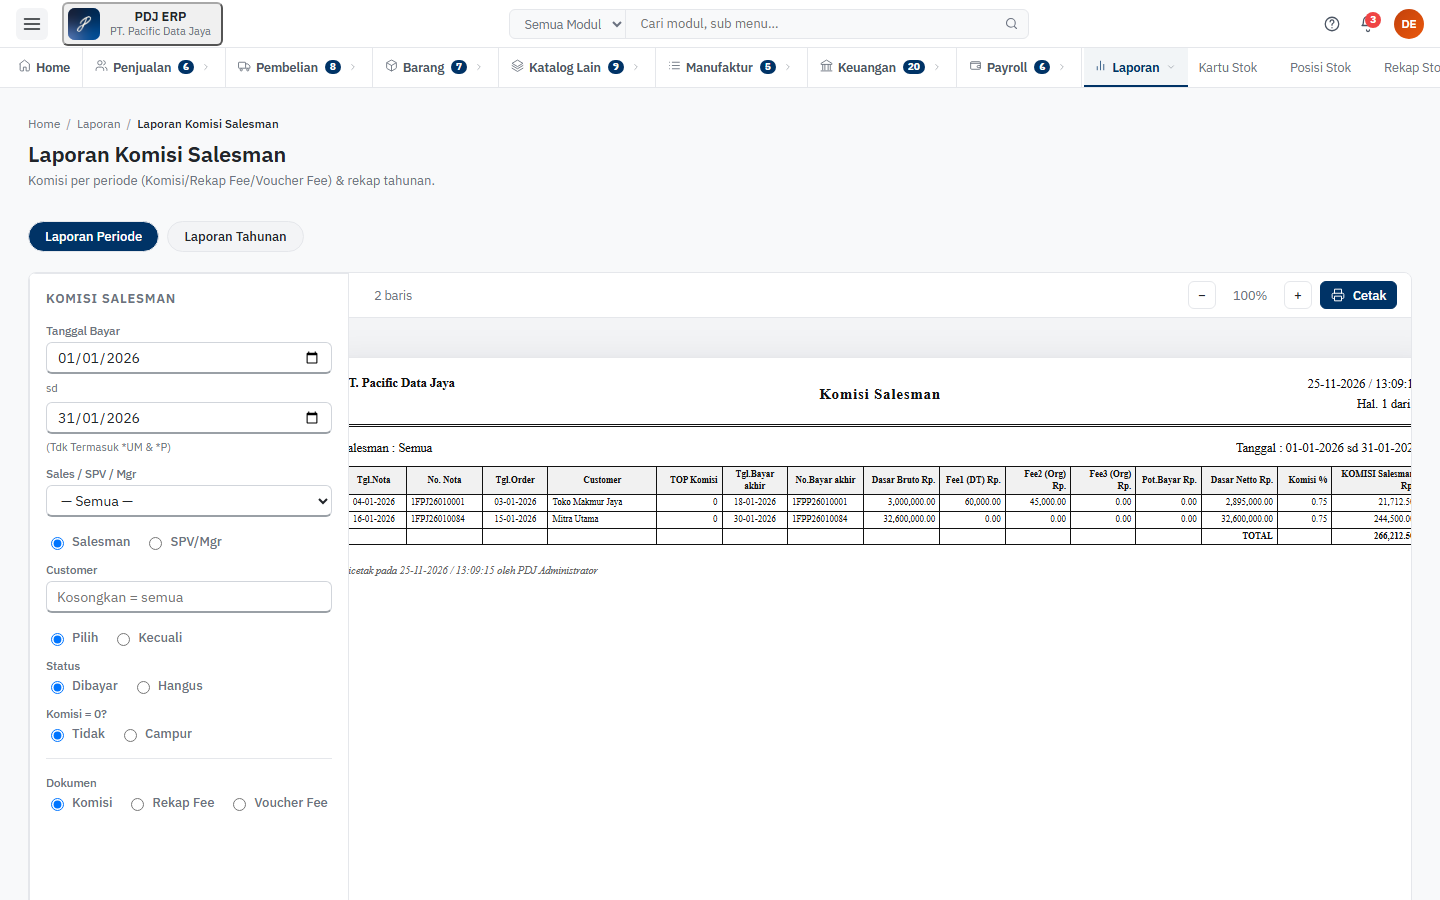 PDJ ERP
PT. Pacific Data Jaya
Semua Modul
Cari modul, sub menu...
3
DE
Home
Penjualan 6
Pembelian 8
Barang 7
Katalog Lain 9
Manufaktur 5
Keuangan 20
Payroll 6
Laporan
Kartu Stok
Posisi Stok
Rekap Sto
Home / Laporan / Laporan Komisi Salesman
Laporan Komisi Salesman
Komisi per periode (Komisi/Rekap Fee/Voucher Fee) & rekap tahunan.
Laporan Periode
Laporan Tahunan
KOMISI SALESMAN
Tanggal Bayar
01/01/2026
sd
31/01/2026
(Tdk Termasuk *UM & *P)
Sales / SPV / Mgr
— Semua —
Salesman SPV/Mgr
Customer
Kosongkan = semua
Pilih Kecuali
Status
Dibayar Hangus
Komisi = 0?
Tidak Campur
Dokumen
Komisi Rekap Fee Voucher Fee
2 baris
− 100% + Cetak
T. Pacific Data Jaya
Komisi Salesman
25-11-2026 / 13:09:1
Hal. 1 dari
alesman : Semua
Tanggal : 01-01-2026 sd 31-01-202
Tgl.Nota No. Nota Tgl.Order Customer TOP Komisi Tgl.Bayar akhir No.Bayar akhir Dasar Bruto Rp. Fee1 (DT) Rp. Fee2 (Org) Rp. Fee3 (Org) Rp. Pot.Bayar Rp. Dasar Netto Rp. Komisi % KOMISI Salesman Rp
04-01-2026 1FPJ26010001 03-01-2026 Toko Makmur Jaya 0 18-01-2026 1FPP26010001 3,000,000.00 60,000.00 45,000.00 0.00 0.00 2,895,000.00 0.75 21,712.50
16-01-2026 1FPJ26010084 15-01-2026 Mitra Utama 0 30-01-2026 1FPP26010084 32,600,000.00 0.00 0.00 0.00 0.00 32,600,000.00 0.75 244,500.00
TOTAL 266,212.50
icetak pada 25-11-2026 / 13:09:15 oleh PDJ Administrator